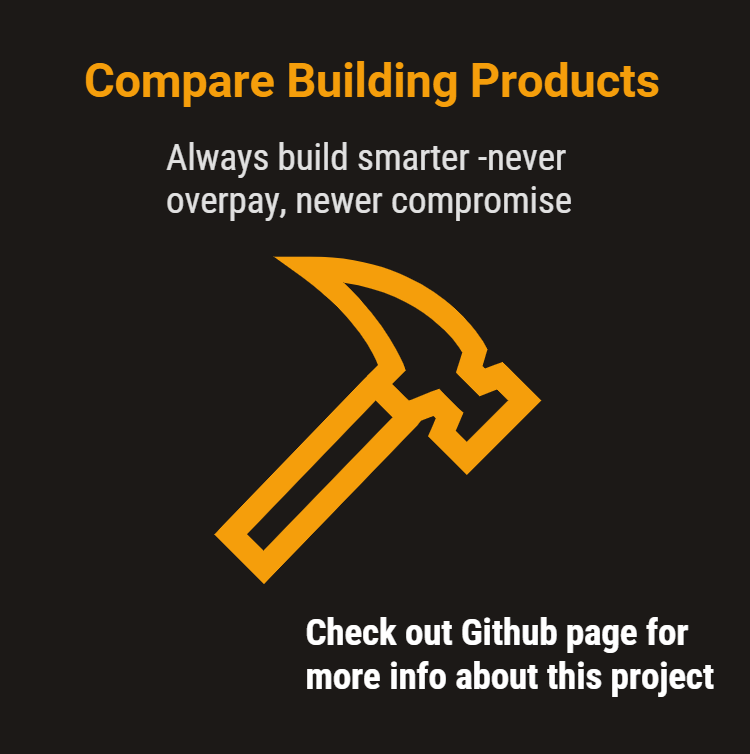 Compare Building Products
Always build smarter -never
overpay, newer compromise
Check out Github page for
more info about this project